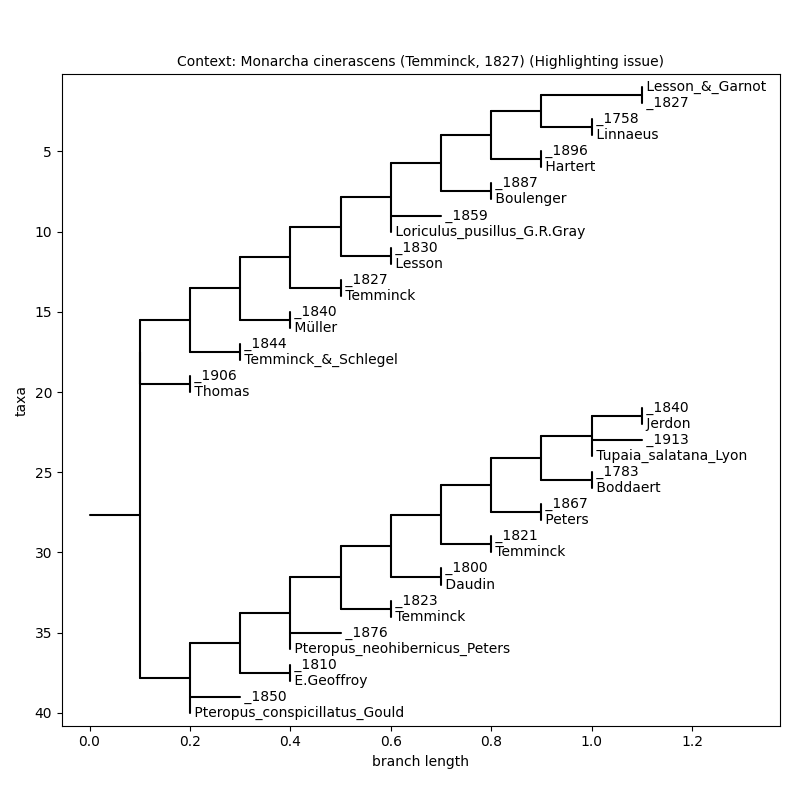 Context: Monarcha cinerascens (Temminck, 1827) (Highlighting issue)
Lesson_&_Garnot
_1827
_1758
Linnaeus
_1896
Hartert
_1887
Boulenger
_1859
Loriculus_pusillus_G.R.Gray
_1830
Lesson
_1827
Temminck
_1840
Müller
_1844
Temminck_&_Schlegel
_1906
Thomas
_1840
Jerdon
_1913
Tupaia_salatana_Lyon
_1783
Boddaert
_1867
Peters
_1821
Temminck
_1800
Daudin
_1823
Temminck
_1876
Pteropus_neohibernicus_Peters
_1810
E.Geoffroy
_1850
Pteropus_conspicillatus_Gould
5
10
15
20
25
30
35
40
taxa
0.0 0.2 0.4 0.6 0.8 1.0 1.2
branch length